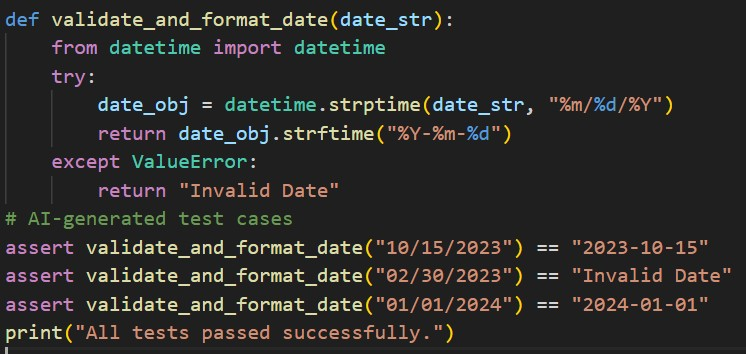 def validate_and_format_date(date_str):
    from datetime import datetime
    try:
        date_obj = datetime.strptime(date_str, "%m/%d/%Y")
        return date_obj.strftime("%Y-%m-%d")
    except ValueError:
        return "Invalid Date"
# AI-generated test cases
assert validate_and_format_date("10/15/2023") == "2023-10-15"
assert validate_and_format_date("02/30/2023") == "Invalid Date"
assert validate_and_format_date("01/01/2024") == "2024-01-01"
print("All tests passed successfully.")